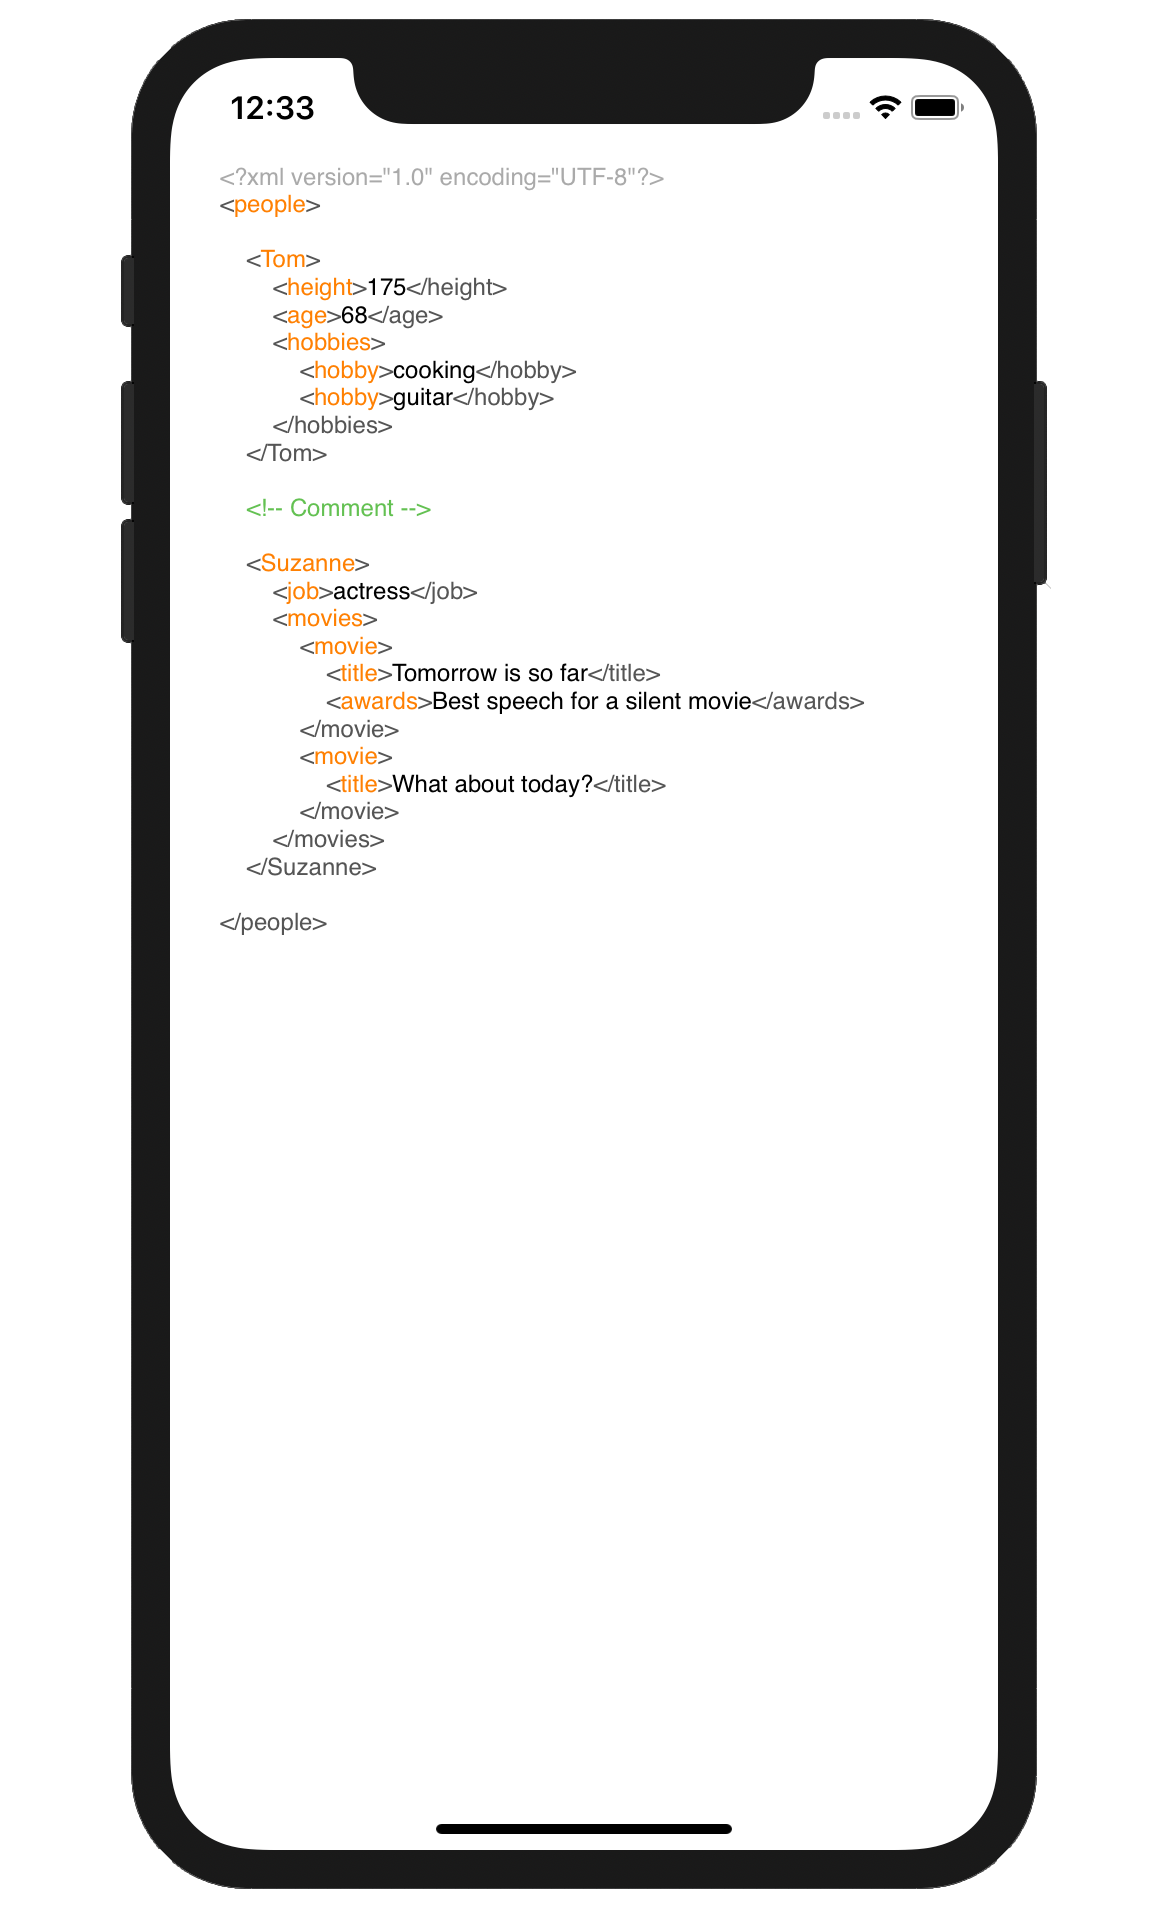 12:33
<?xml version="1.0" encoding="UTF-8"?>
<people>
<Tom>
<height>175</height>
<age>68</age>
<hobbies>
<hobby>cooking</hobby>
<hobby>guitar</hobby>
</hobbies>
</Tom>
<!-- Comment -->
<Suzanne>
<job>actress</job>
<movies>
<movie>
<title>Tomorrow is so far</title>
<awards>Best speech for a silent movie</awards>
</movie>
<movie>
<title>What about today?</title>
</movie>
</movies>
</Suzanne>
</people>